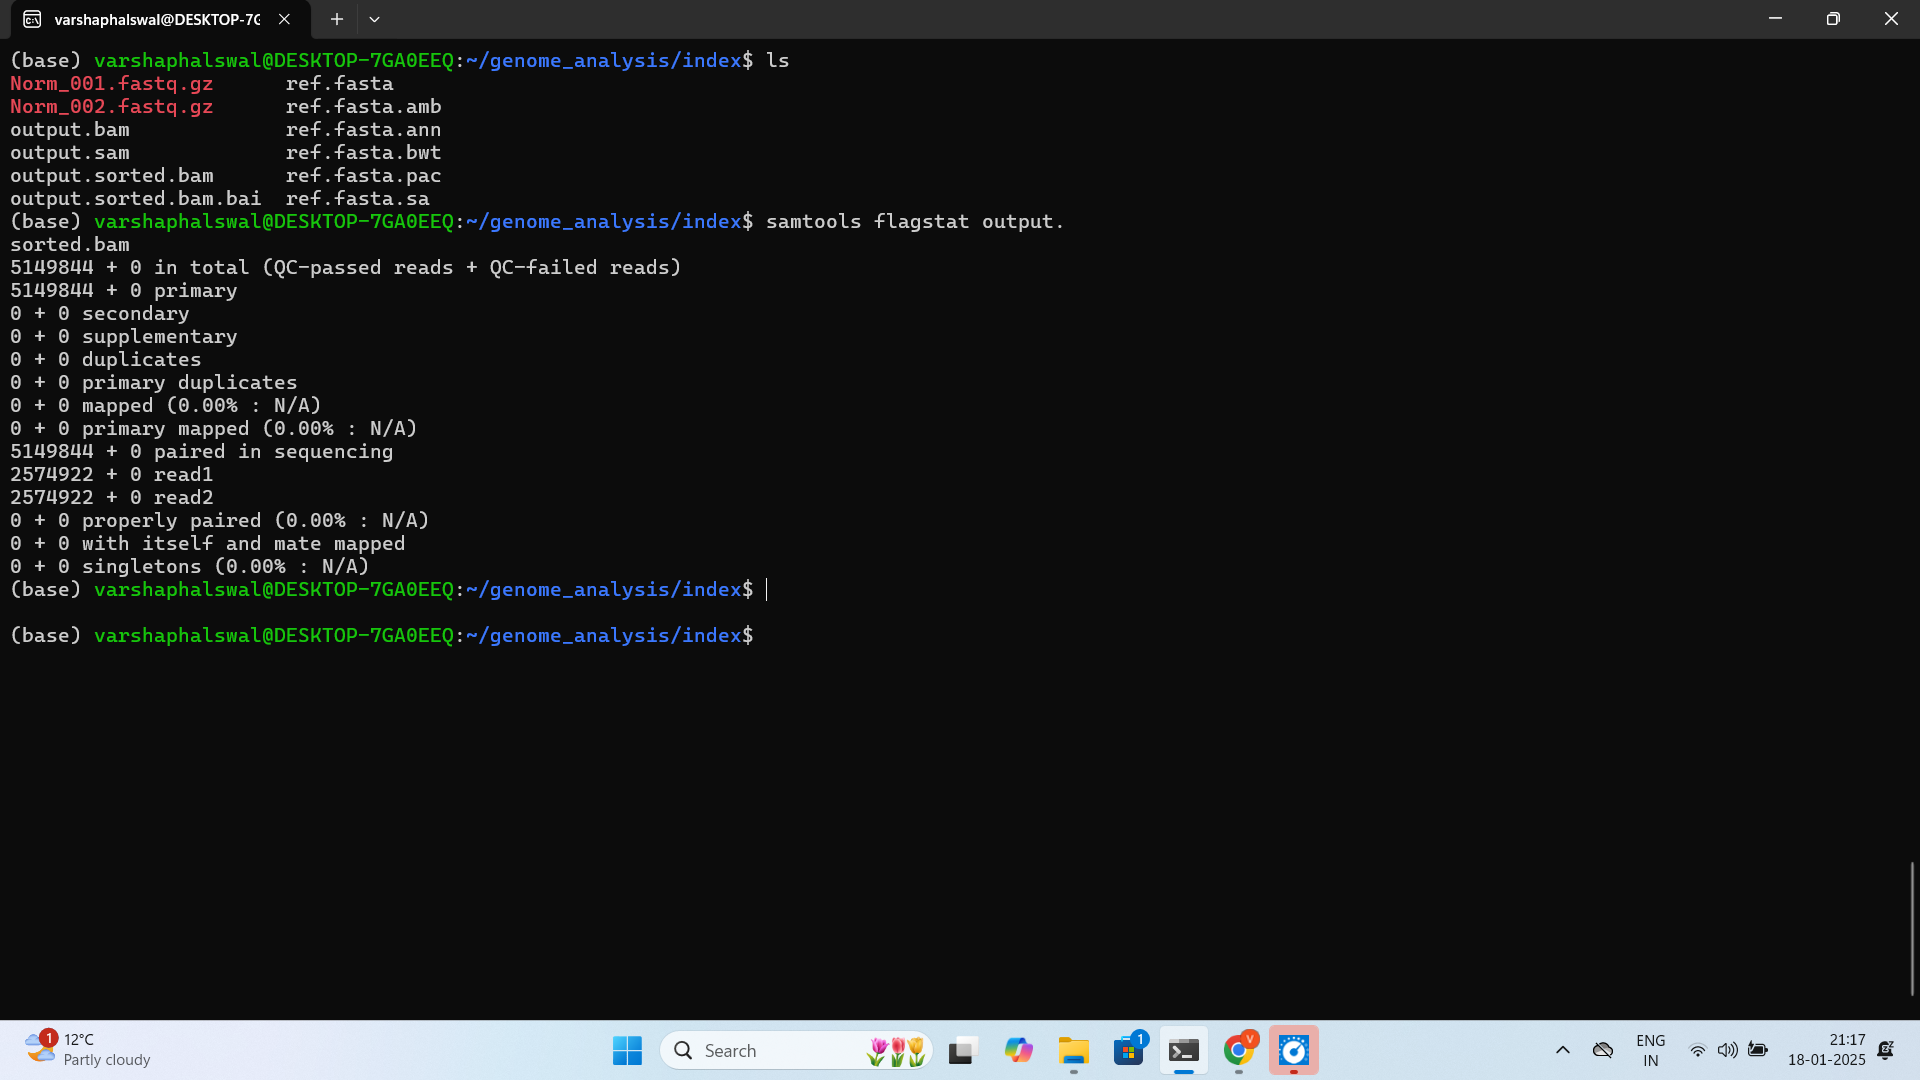 varshaphalswal@DESKTOP-7G
(base) varshaphalswal@DESKTOP-7GA0EEQ:~/genome_analysis/index$ ls
Norm_001.fastq.gz      ref.fasta
Norm_002.fastq.gz      ref.fasta.amb
output.bam             ref.fasta.ann
output.sam             ref.fasta.bwt
output.sorted.bam      ref.fasta.pac
output.sorted.bam.bai  ref.fasta.sa
(base) varshaphalswal@DESKTOP-7GA0EEQ:~/genome_analysis/index$ samtools flagstat output.
sorted.bam
5149844 + 0 in total (QC-passed reads + QC-failed reads)
5149844 + 0 primary
0 + 0 secondary
0 + 0 supplementary
0 + 0 duplicates
0 + 0 primary duplicates
0 + 0 mapped (0.00% : N/A)
0 + 0 primary mapped (0.00% : N/A)
5149844 + 0 paired in sequencing
2574922 + 0 read1
2574922 + 0 read2
0 + 0 properly paired (0.00% : N/A)
0 + 0 with itself and mate mapped
0 + 0 singletons (0.00% : N/A)
(base) varshaphalswal@DESKTOP-7GA0EEQ:~/genome_analysis/index$
(base) varshaphalswal@DESKTOP-7GA0EEQ:~/genome_analysis/index$
1
12°C
Partly cloudy
Search
1
V
ENG
IN
21:17
18-01-2025